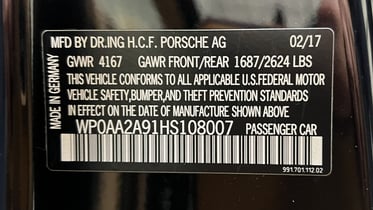 MFD BY DR.ING H.C.F. PORSCHE AG 02/17
GVWR 4167 GAWR FRONT/REAR 1687/2624 LBS
THIS VEHICLE CONFORMS TO ALL APPLICABLE U.S.FEDERAL MOTOR
VEHICLE SAFETY,BUMPER,AND THEFT PREVENTION STANDARDS
IN EFFECT ON THE DATE OF MANUFACTURE SHOWN ABOVE
WP0AA2A91HS108007 PASSENGER CAR
991.701.112.02
MADE IN GERMANY